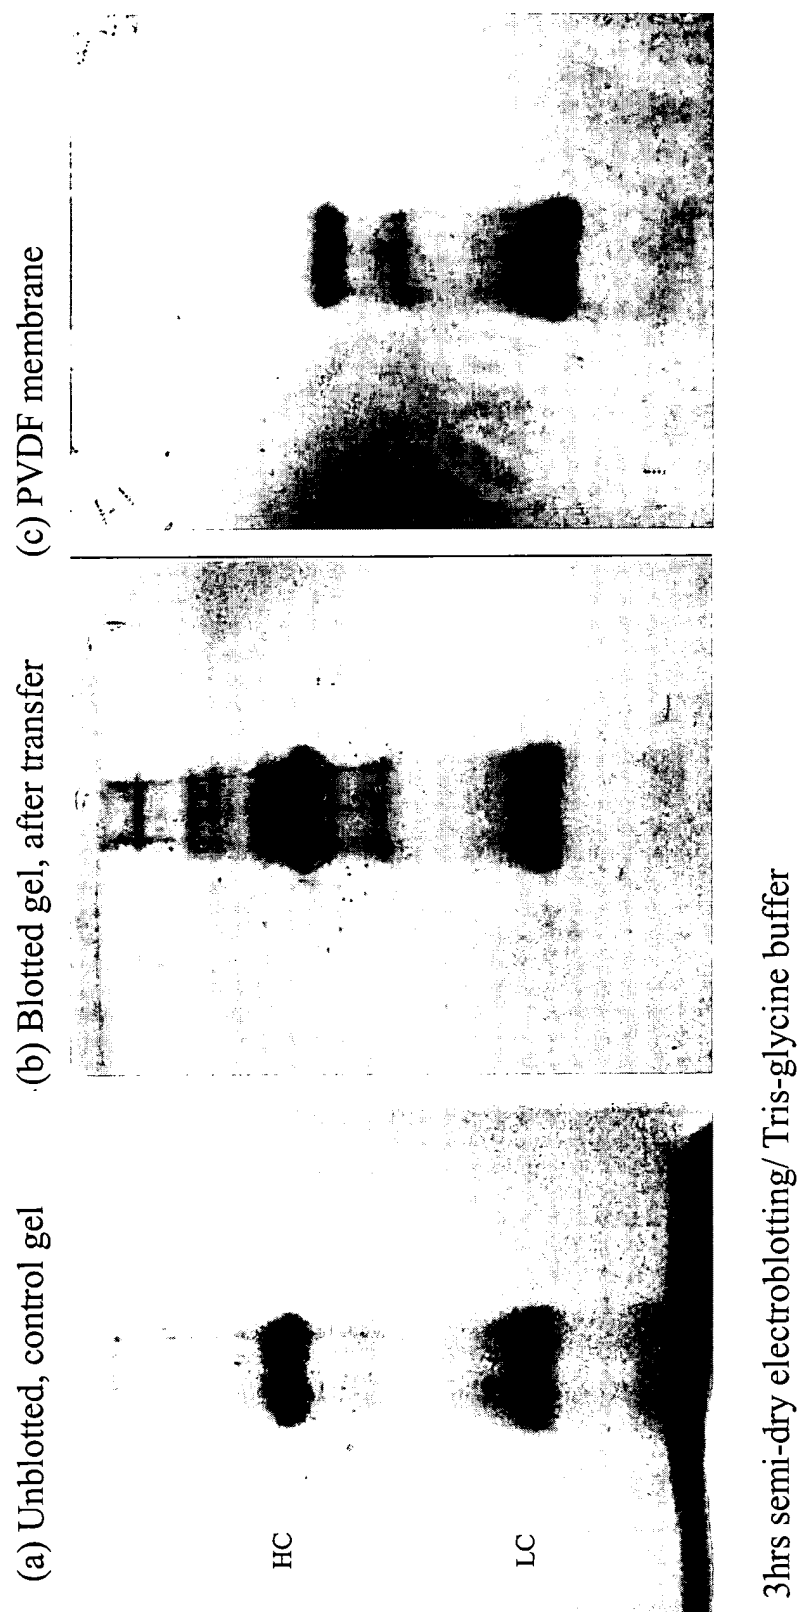 (a) Unblotted, control gel
(b) Blotted gel, after transfer
(c) PVDF membrane
HC
LC
3hrs semi-dry electroblotting/ Tris-glycine buffer